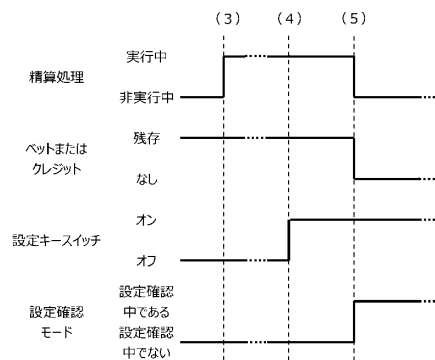 (3)
(4)
(5)
精算処理
実行中
非実行中
ベットまたは
クレジット
残存
なし
設定キースイッチ
オン
オフ
設定確認
モード
設定確認
中である
設定確認
中でない